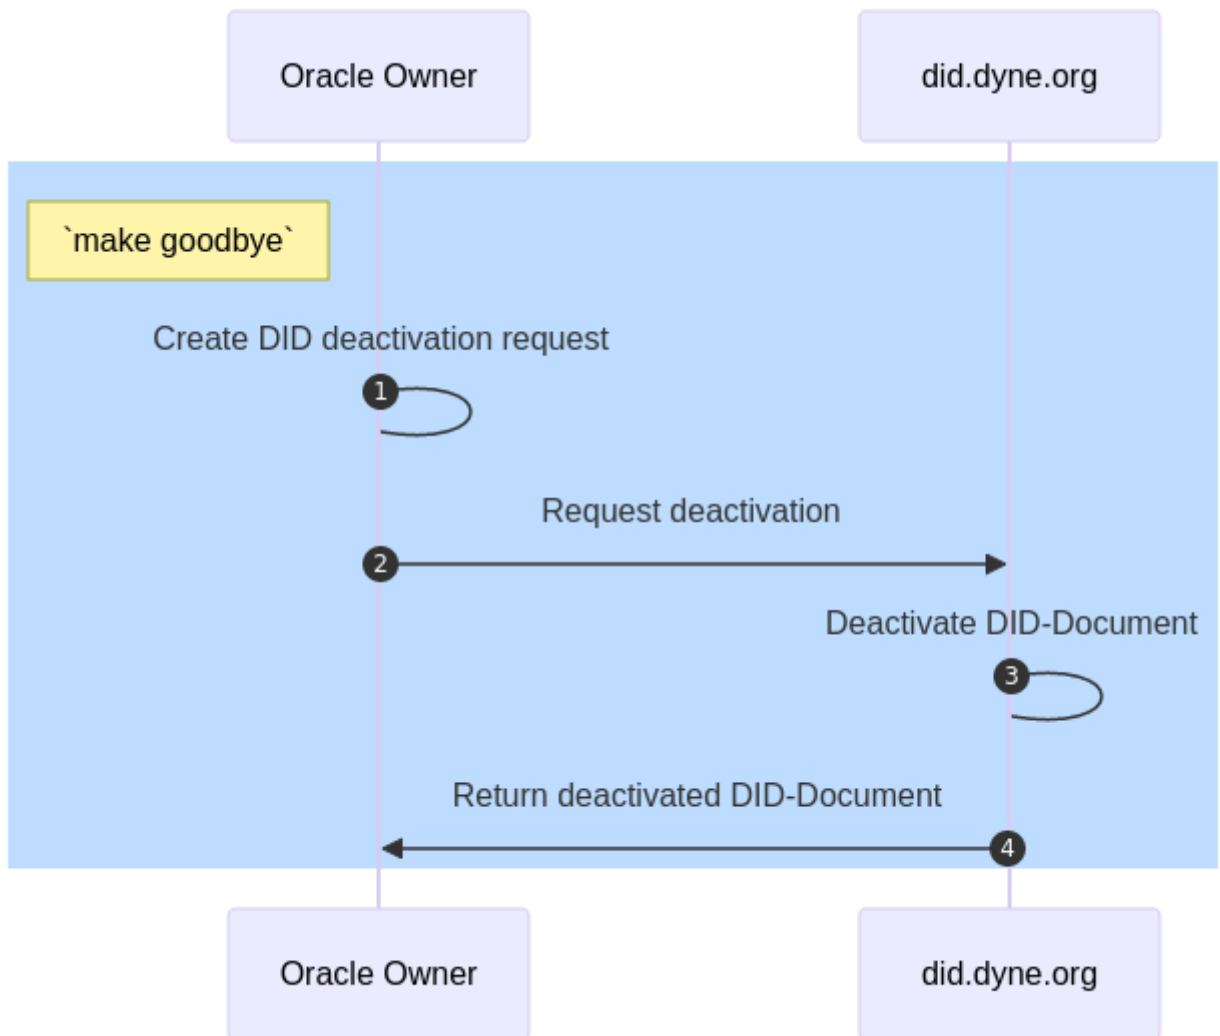 Oracle Owner
did.dyne.org
`make goodbye`
Create DID deactivation request
1
Request deactivation
2
Deactivate DID-Document
3
Return deactivated DID-Document
4
Oracle Owner
did.dyne.org